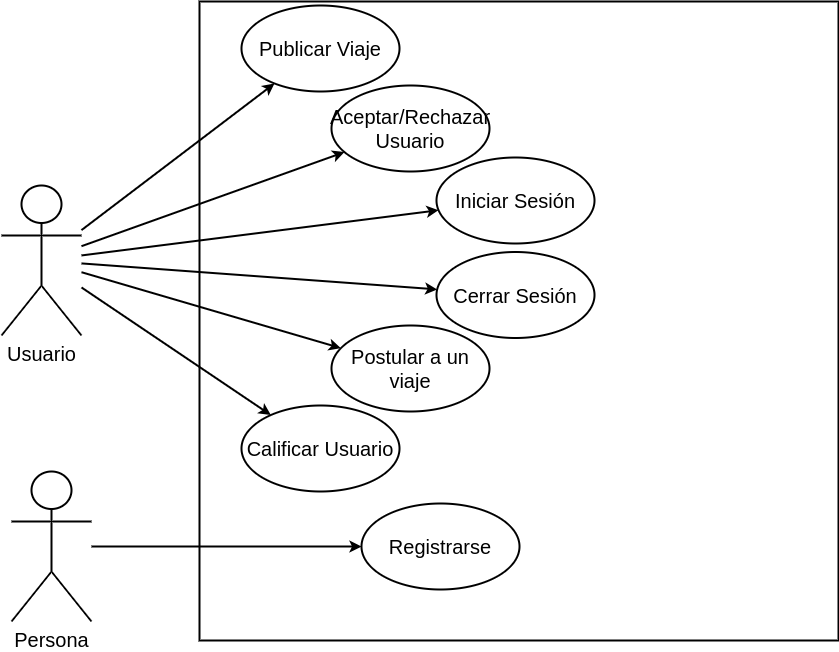 Publicar Viaje
Aceptar/Rechazar
Usuario
Iniciar Sesión
Cerrar Sesión
Usuario
Postular a un
viaje
Calificar Usuario
Registrarse
Persona